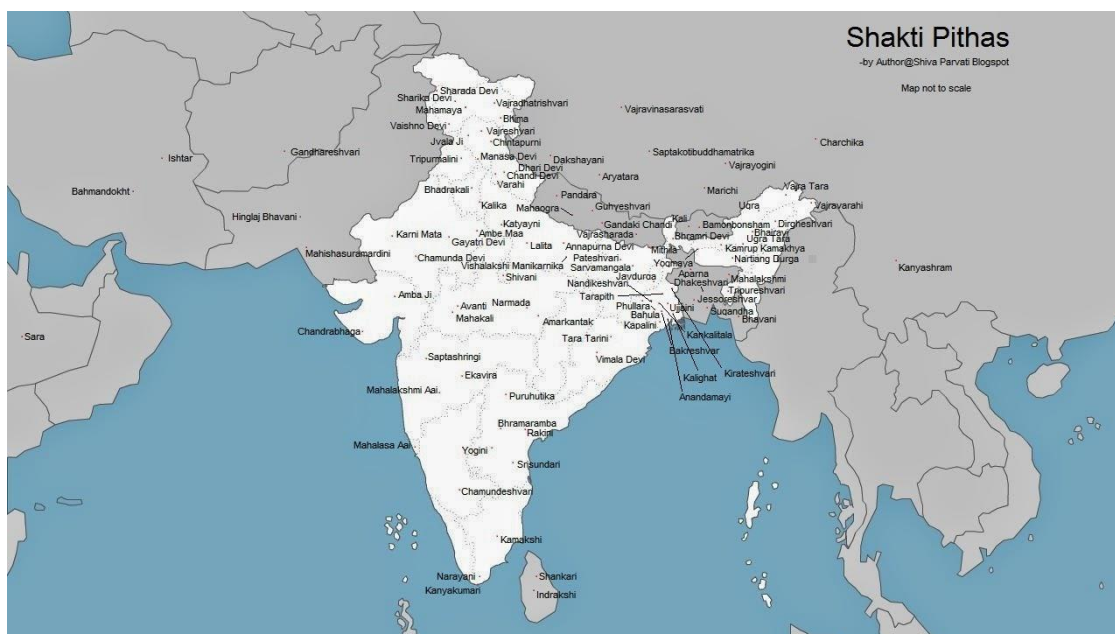 Shakti Pithas
-by Author@Shiva Parvati Blogspot
Map not to scale
Sharada Devi
Sharika Devi
Mahamaya
Vajradhatrishvari
Vajravinasarasvati
Bhima
Vaishno Devi
Vajreshvari
Jvala Ji
Chintapurni
Charchika
Ishtar
Gandhareshvari
Tripurmalini
Manasa Devi
Dakshayani
Saptakotibuddhamatrika
Vajrayogini
Dhari Devi
Chandi Devi
Aryatara
Bahmandokht
Bhadrakali
Varahi
Pandara
Marichi
Vajra Tara
Kalika
Mahaogra
Guhyeshvari
Ugra
Vajravarahi
Hinglaj Bhavani
Katyayni
Gandaki Chandi
Kali
Bamonbonsham
Dirgheshvari
Karni Mata
Ambe Maa
Vajrasharada
Bhramri Devi
Bhairavi
Gayatri Devi
Lalita
Annapurna Devi
Mithila
Ugra Tara
Kamrup Kamakhya
Mahishasuramardini
Chamunda Devi
Pateshvari
Yogmaya
Nartiang Durga
Vishalakshi Manikarnika
Sarvamangala
Kanyashram
Shivani
Jayduroa
Aparna
Mahalakshmi
Nandikeshvari
Dhakeshvari
Tripureshvari
Amba Ji
Tarapith
Avanti
Narmada
Phullara
Ujjaini
Jessoreshvar
Sugandha
Mahakali
Bahula
Bhavani
Chandrabhaga
Amarkantak
Kapalini
Sara
Tara Tarini
Kankalitala
Saptashringi
Vimala Devi
Bakreshvar
Ekavira
Kalighat
Kirateshvari
Mahalakshmi Aai
Puruhutika
Anandamayi
Bhramaramba
Rakini
Mahalasa Aai
Yogini
Srisundari
Chamundeshvari
Kamakshi
Narayani
Kanyakumari
Shankari
Indrakshi